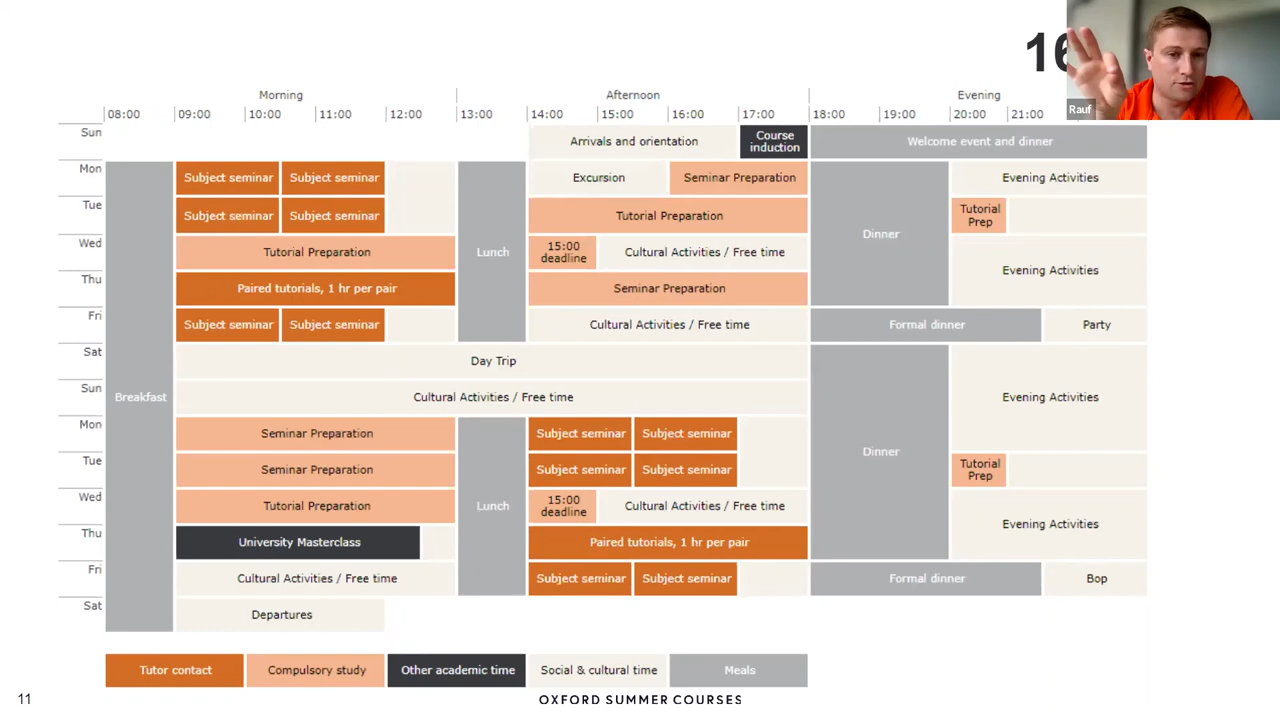 16
Rauf
Morning Afternoon Evening
08:00 09:00 10:00 11:00 12:00 13:00 14:00 15:00 16:00 17:00 18:00 19:00 20:00 21:00
Sun
Arrivals and orientation
Course
induction
Welcome event and dinner
Mon
Subject seminar Subject seminar
Excursion
Seminar Preparation
Evening Activities
Tue
Subject seminar Subject seminar
Tutorial Preparation
Tutorial
Prep
Wed
Tutorial Preparation
Lunch
15:00
deadline
Cultural Activities / Free time
Dinner
Evening Activities
Thu
Paired tutorials, 1 hr per pair
Seminar Preparation
Fri
Subject seminar Subject seminar
Cultural Activities / Free time
Formal dinner
Party
Sat
Day Trip
Sun
Breakfast
Cultural Activities / Free time
Evening Activities
Mon
Seminar Preparation
Subject seminar Subject seminar
Dinner
Tue
Seminar Preparation
Subject seminar Subject seminar
Tutorial
Prep
Wed
Tutorial Preparation
Lunch
15:00
deadline
Cultural Activities / Free time
Evening Activities
Thu
University Masterclass
Paired tutorials, 1 hr per pair
Fri
Cultural Activities / Free time
Subject seminar Subject seminar
Formal dinner
Bop
Sat
Departures
Tutor contact Compulsory study Other academic time Social & cultural time Meals
11
OXFORD SUMMER COURSES